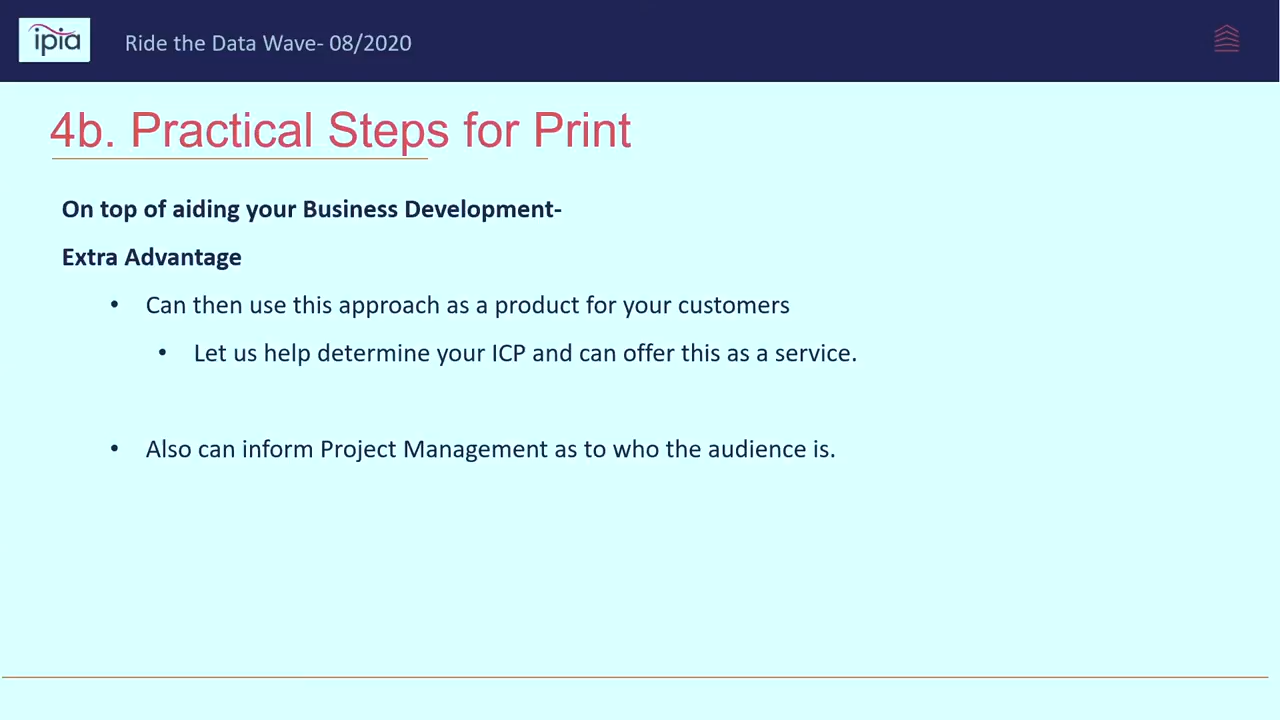 ipia
Ride the Data Wave- 08/2020
4b. Practical Steps for Print
On top of aiding your Business Development-
Extra Advantage
• Can then use this approach as a product for your customers
• Let us help determine your ICP and can offer this as a service.
• Also can inform Project Management as to who the audience is.